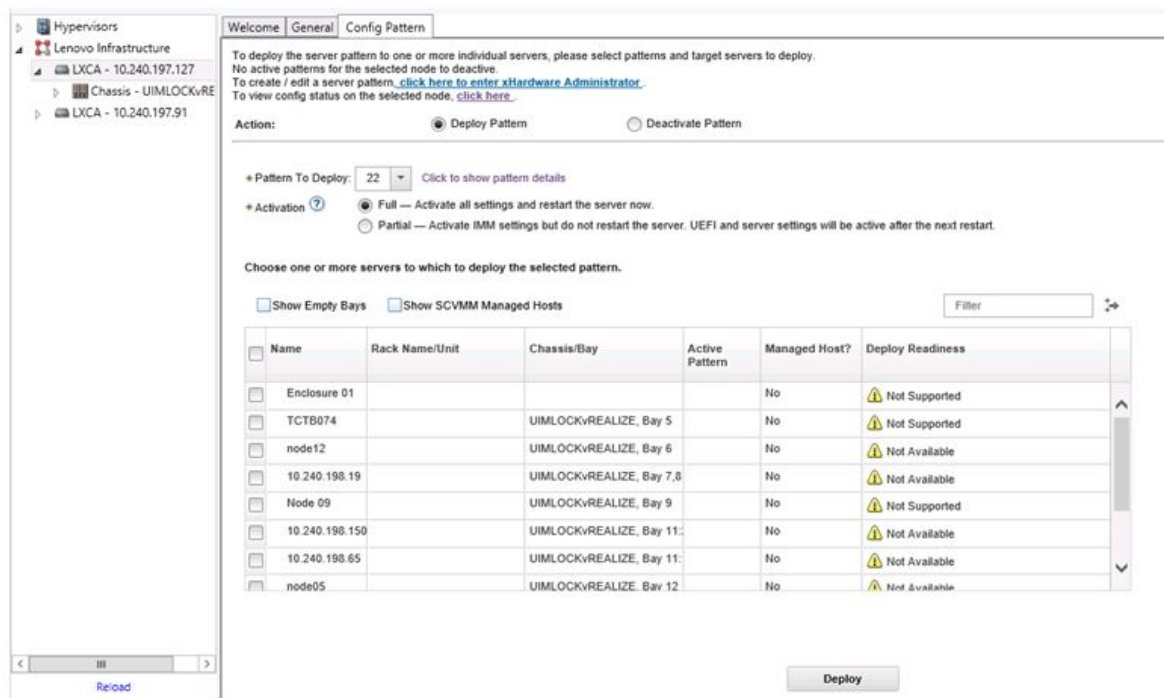 Hypervisors
Lenovo Infrastructure
LXCA - 10.240.197.127
Chassis - UIMLOCKvRE
LXCA - 10.240.197.91
Reload
Welcome General Config Pattern
To deploy the server pattern to one or more individual servers, please select patterns and target servers to deploy.
No active patterns for the selected node to deactive.
To create / edit a server pattern, click here to enter xHardware Administrator .
To view config status on the selected node, click here .
Action: Deploy Pattern Deactivate Pattern
+ Pattern To Deploy: 22 Click to show pattern details
+ Activation ? Full — Activate all settings and restart the server now.
Partial — Activate IMM settings but do not restart the server. UEFI and server settings will be active after the next restart.
Choose one or more servers to which to deploy the selected pattern.
Show Empty Bays Show SCVMM Managed Hosts Filter
Name Rack Name/Unit Chassis/Bay Active Pattern Managed Host? Deploy Readiness
Enclosure 01 No Not Supported
TCTB074 UIMLOCKvREALIZE, Bay 5 No Not Supported
node12 UIMLOCKvREALIZE, Bay 6 No Not Available
10.240.198.19 UIMLOCKvREALIZE, Bay 7,8 No Not Available
Node 09 UIMLOCKvREALIZE, Bay 9 No Not Supported
10.240.198.150 UIMLOCKvREALIZE, Bay 11: No Not Available
10.240.198.65 UIMLOCKvREALIZE, Bay 11: No Not Available
node05 UIMLOCKvREALIZE, Bay 12 No Not Available
Deploy